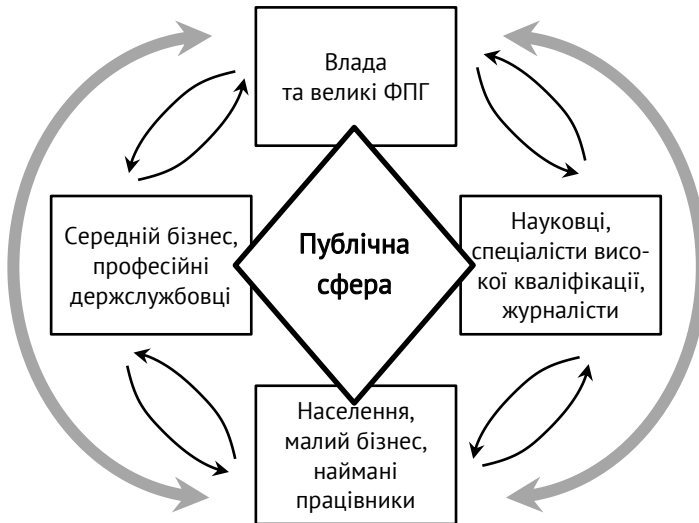 Влада
та великі ФПГ
Середній бізнес,
професійні
держслужбовці
Публічна
сфера
Науковці,
спеціалісти висо-
кої кваліфікації,
журналісти
Населення,
малий бізнес,
наймані
працівники